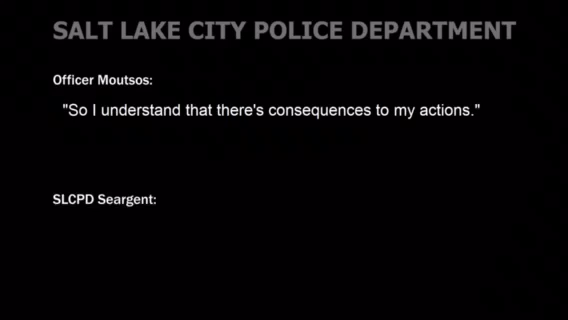 SALT LAKE CITY POLICE DEPARTMENT
Officer Moutsos:
"So I understand that there's consequences to my actions."
SLCPD Seargent: